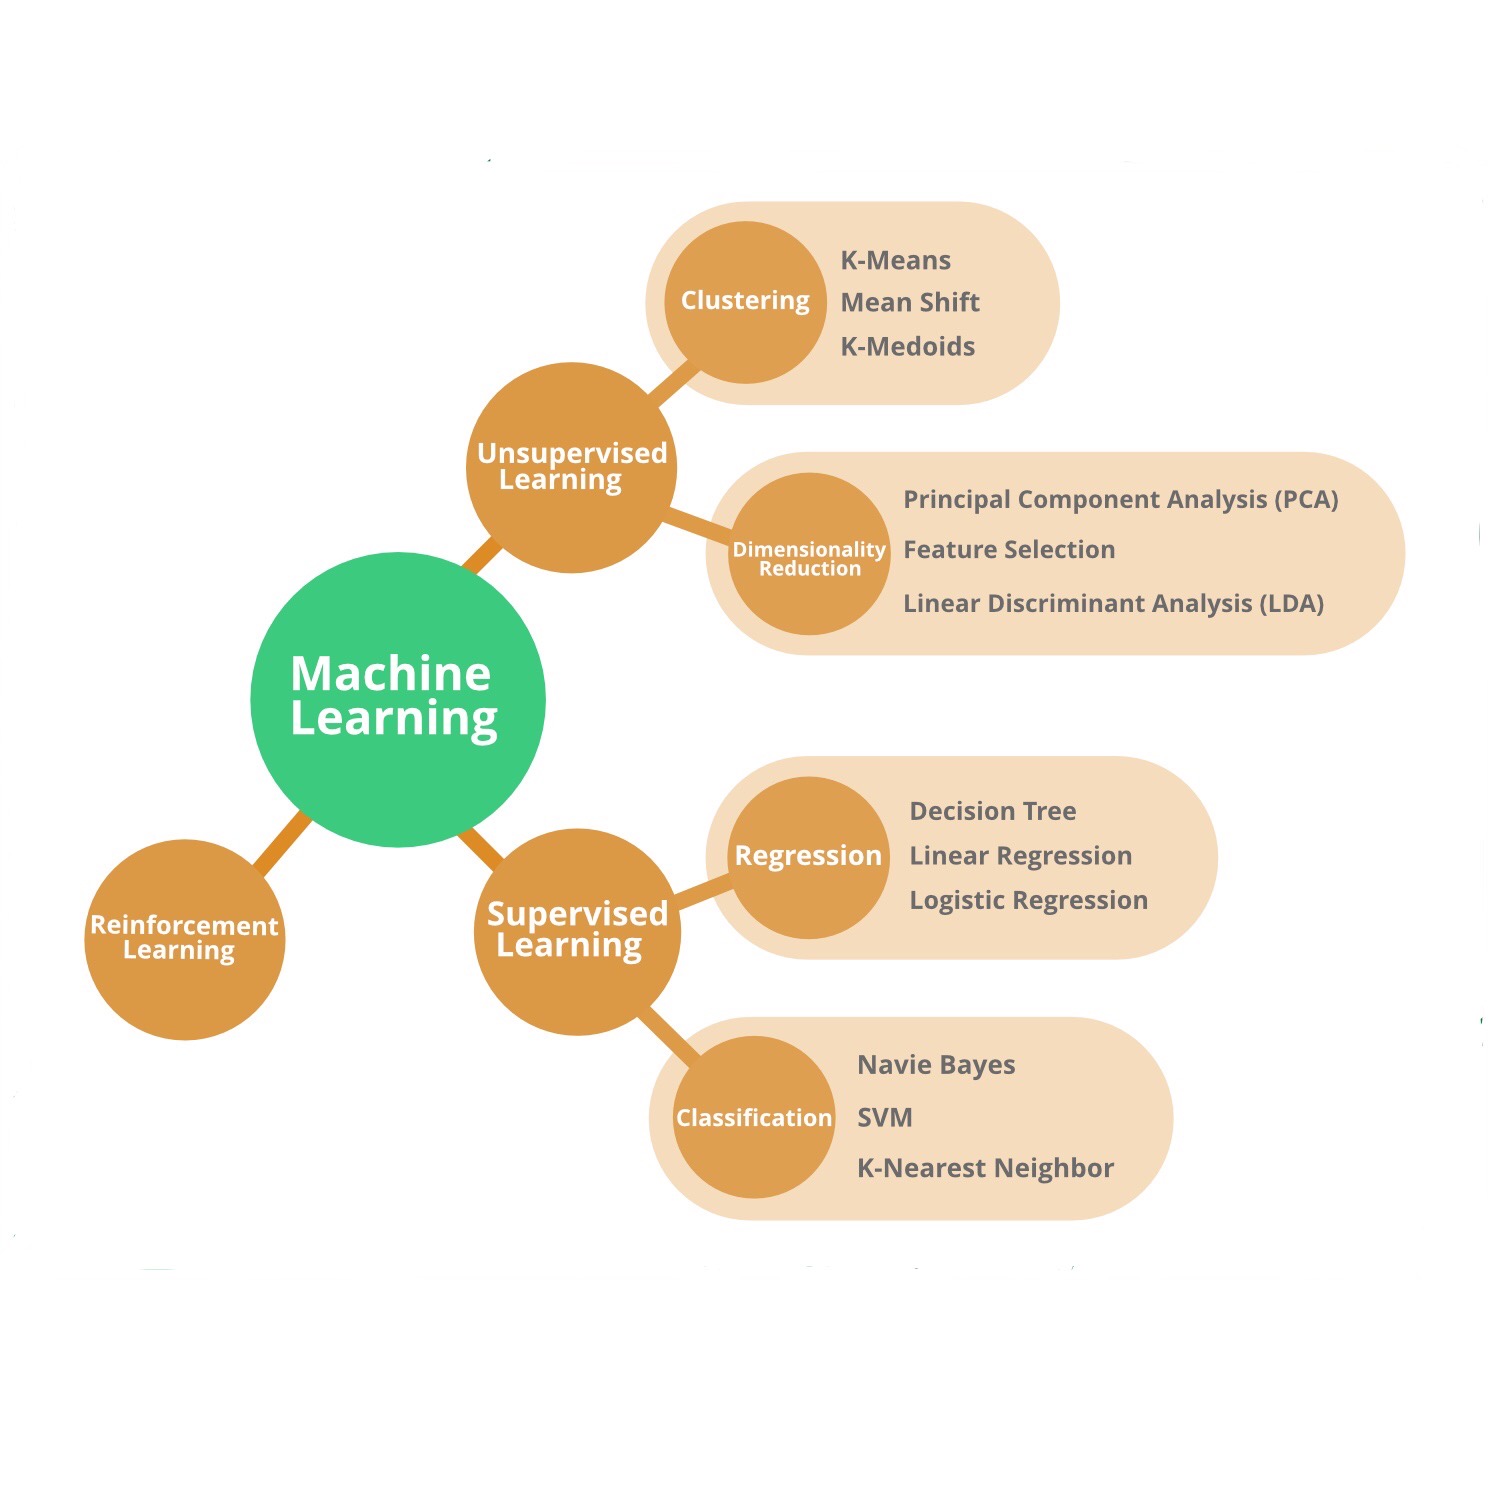 Clustering
K-Means
Mean Shift
K-Medoids
Unsupervised
Learning
Dimensionality
Reduction
Principal Component Analysis (PCA)
Feature Selection
Linear Discriminant Analysis (LDA)
Machine
Learning
Reinforcement
Learning
Supervised
Learning
Regression
Decision Tree
Linear Regression
Logistic Regression
Classification
Navie Bayes
SVM
K-Nearest Neighbor